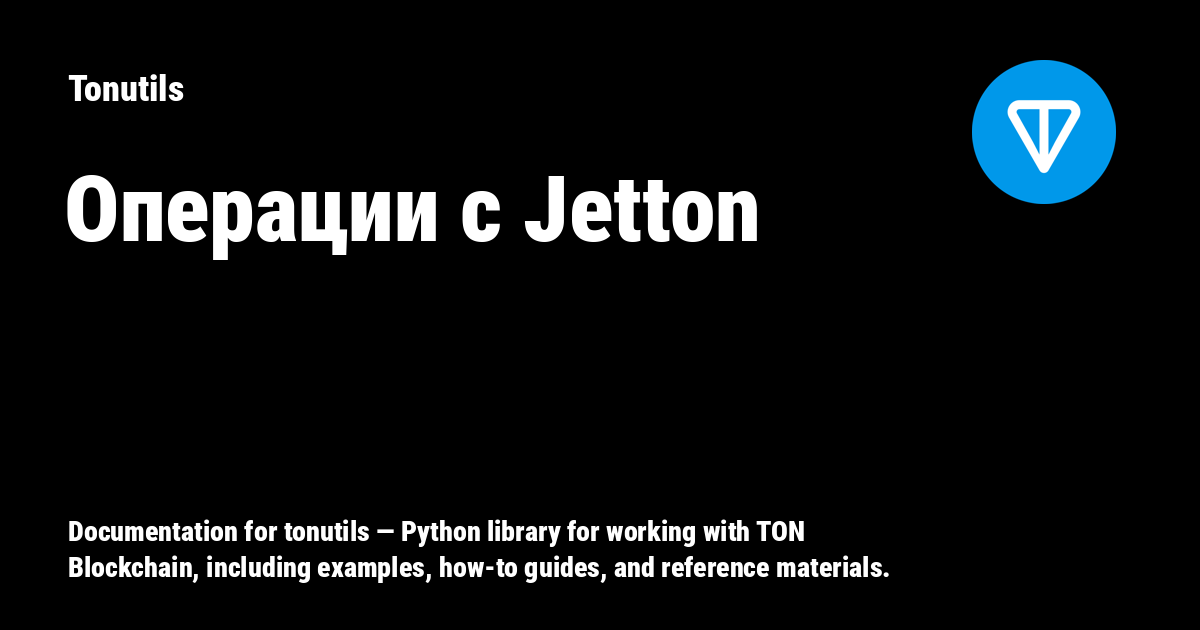 Tonutils
Операции с Jetton
Documentation for tonutils — Python library for working with TON
Blockchain, including examples, how-to guides, and reference materials.